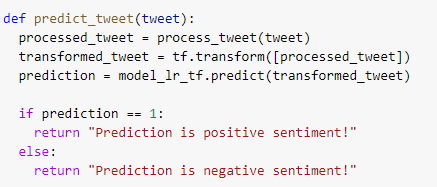 def predict_tweet(tweet):
  processed_tweet = process_tweet(tweet)
  transformed_tweet = tf.transform([processed_tweet])
  prediction = model_lr_tf.predict(transformed_tweet)

  if prediction == 1:
    return "Prediction is positive sentiment!"
  else:
    return "Prediction is negative sentiment!"